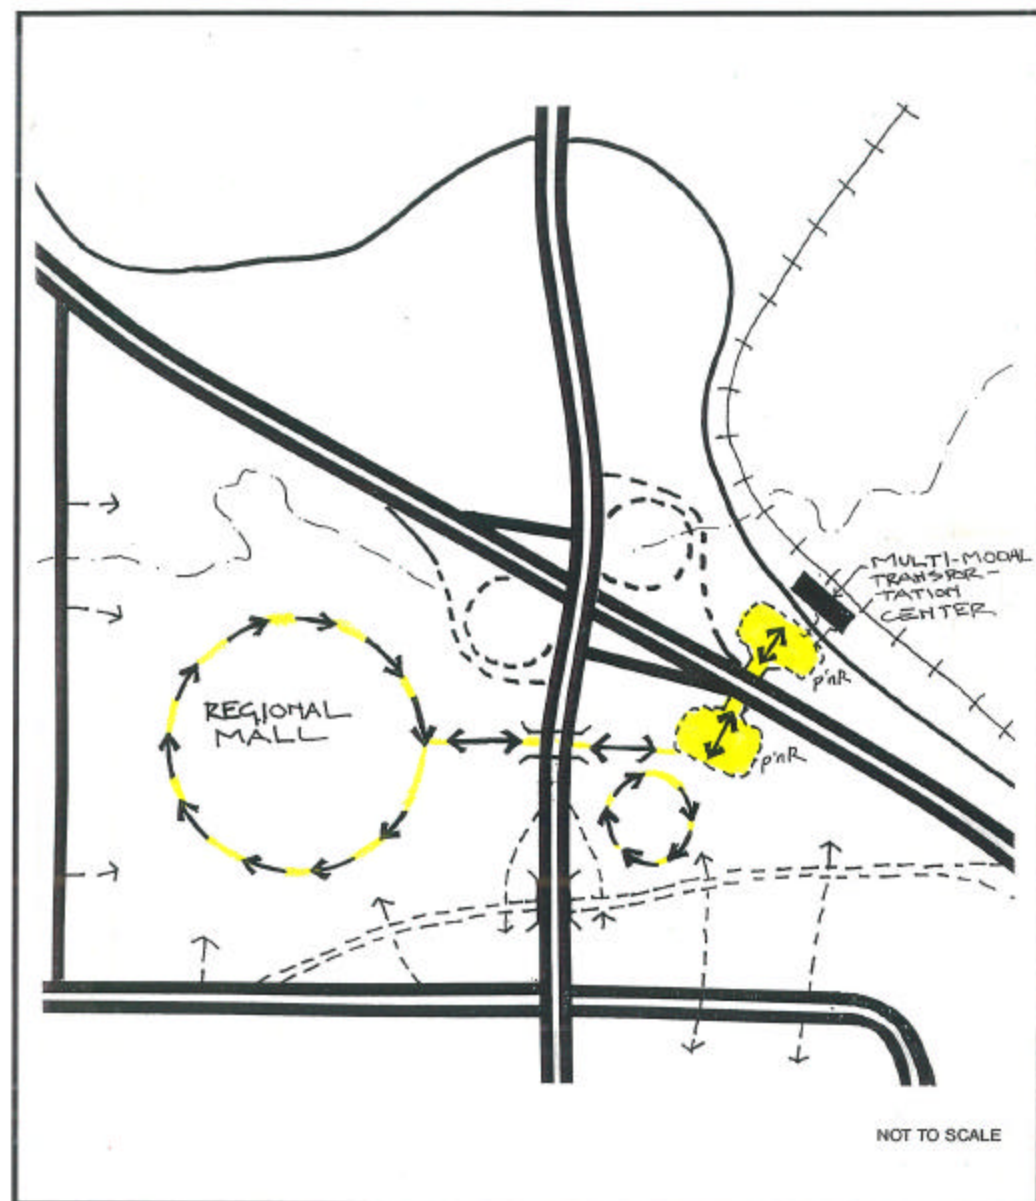 MULTI-MODAL
TRANSPOR-
TATION
CENTER
p'nR
REGIONAL
MALL
p'nR
NOT TO SCALE